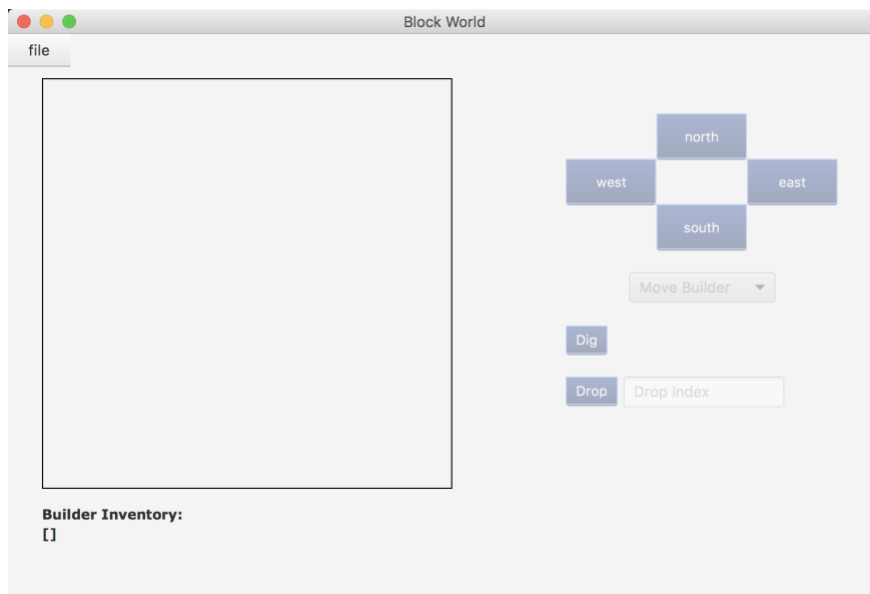 Block World
file
north
west
east
south
Move Builder
Dig
Drop
Drop Index
Builder Inventory:
[]